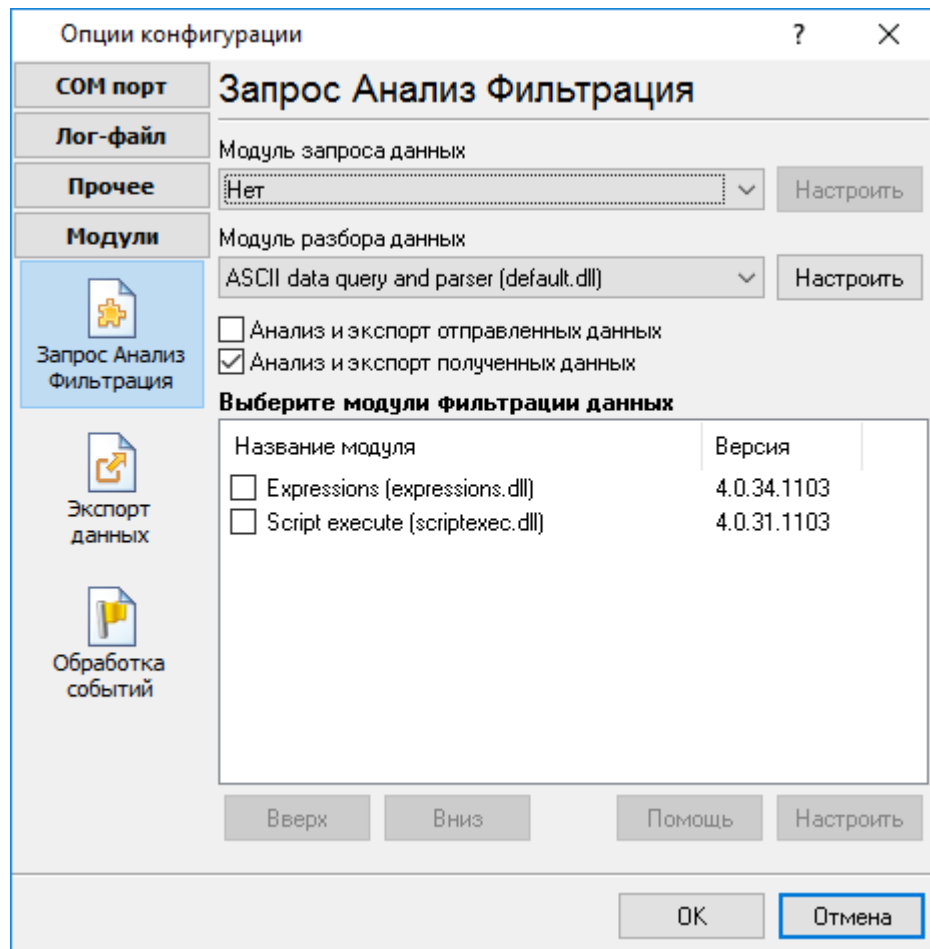 Опции конфигурации
?
COM порт
Лог-файл
Прочее
Модули
Запрос Анализ
Фильтрация
Экспорт
данных
Обработка
событий
Запрос Анализ Фильтрация
Модуль запроса данных
Нет
Настроить
Модуль разбора данных
ASCII data query and parser (default.dll)
Настроить
Анализ и экспорт отправленных данных
Анализ и экспорт полученных данных
Выберите модули фильтрации данных
Название модуля Версия
Expressions (expressions.dll) 4.0.34.1103
Script execute (scriptexec.dll) 4.0.31.1103
Вверх Вниз Помощь Настроить
OK Отмена